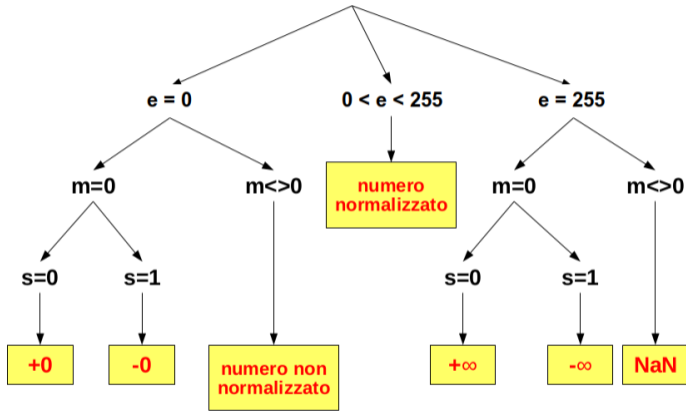 e = 0
0 < e < 255
e = 255
m=0
m<>0
numero
normalizzato
m=0
m<>0
s=0
s=1
s=0
s=1
+0
-0
numero non
normalizzato
+∞
-∞
NaN